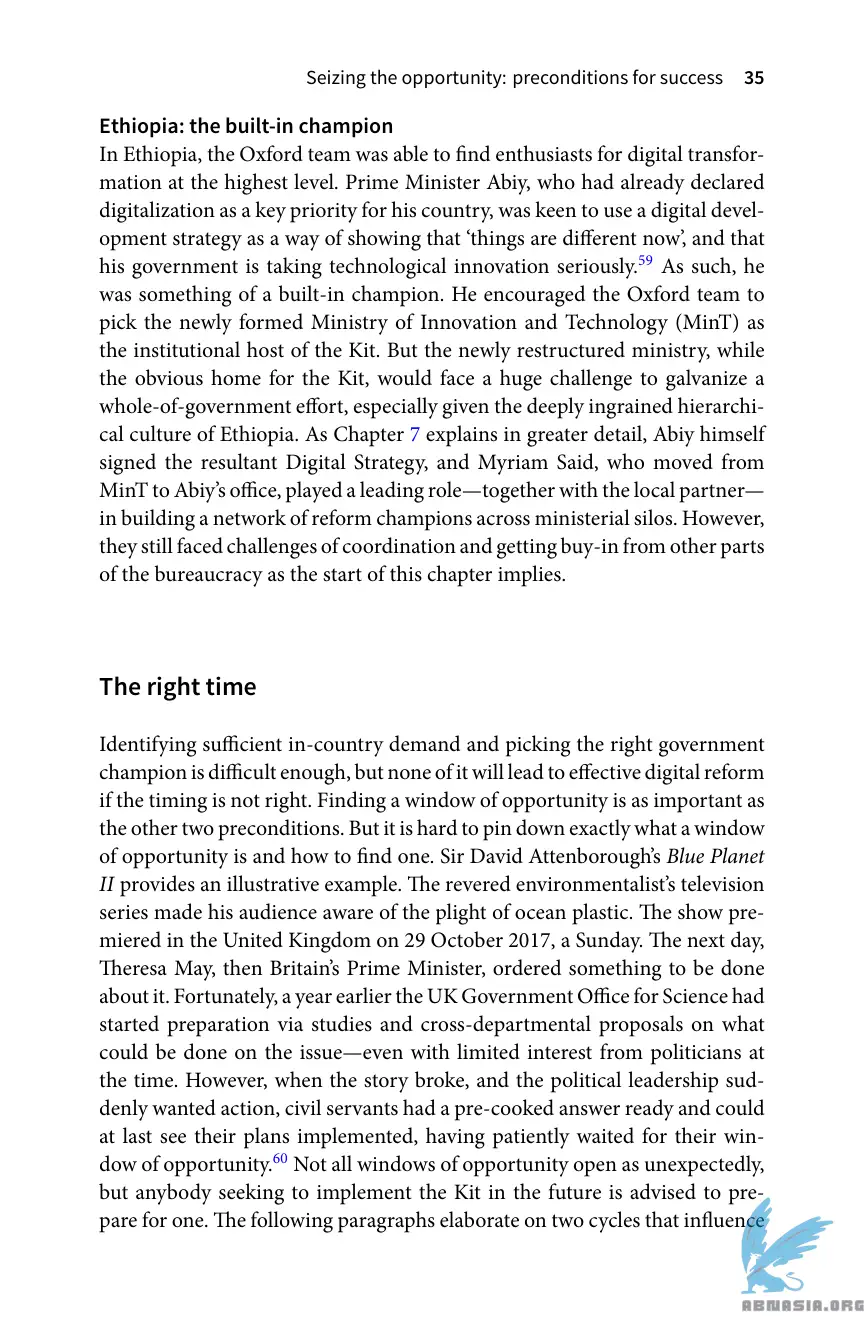 Seizing the opportunity: preconditions for success 35
Ethiopia: the built-in champion
In Ethiopia, the Oxford team was able to find enthusiasts for digital transfor-
mation at the highest level. Prime Minister Abiy, who had already declared
digitalization as a key priority for his country, was keen to use a digital devel-
opment strategy as a way of showing that ‘things are different now’, and that
his government is taking technological innovation seriously.59 As such, he
was something of a built-in champion. He encouraged the Oxford team to
pick the newly formed Ministry of Innovation and Technology (MinT) as
the institutional host of the Kit. But the newly restructured ministry, while
the obvious home for the Kit, would face a huge challenge to galvanize a
whole-of-government effort, especially given the deeply ingrained hierarchi-
cal culture of Ethiopia. As Chapter 7 explains in greater detail, Abiy himself
signed the resultant Digital Strategy, and Myriam Said, who moved from
MinT to Abiy’s office, played a leading role—together with the local partner—
in building a network of reform champions across ministerial silos. However,
they still faced challenges of coordination and getting buy-in from other parts
of the bureaucracy as the start of this chapter implies.
The right time
Identifying sufficient in-country demand and picking the right government
champion is difficult enough, but none of it will lead to effective digital reform
if the timing is not right. Finding a window of opportunity is as important as
the other two preconditions. But it is hard to pin down exactly what a window
of opportunity is and how to find one. Sir David Attenborough’s Blue Planet
II provides an illustrative example. The revered environmentalist’s television
series made his audience aware of the plight of ocean plastic. The show pre-
miered in the United Kingdom on 29 October 2017, a Sunday. The next day,
Theresa May, then Britain’s Prime Minister, ordered something to be done
about it. Fortunately, a year earlier the UK Government Office for Science had
started preparation via studies and cross-departmental proposals on what
could be done on the issue—even with limited interest from politicians at
the time. However, when the story broke, and the political leadership sud-
denly wanted action, civil servants had a pre-cooked answer ready and could
at last see their plans implemented, having patiently waited for their win-
dow of opportunity.60 Not all windows of opportunity open as unexpectedly,
but anybody seeking to implement the Kit in the future is advised to pre-
pare for one. The following paragraphs elaborate on two cycles that influence
ABNASIA.ORG